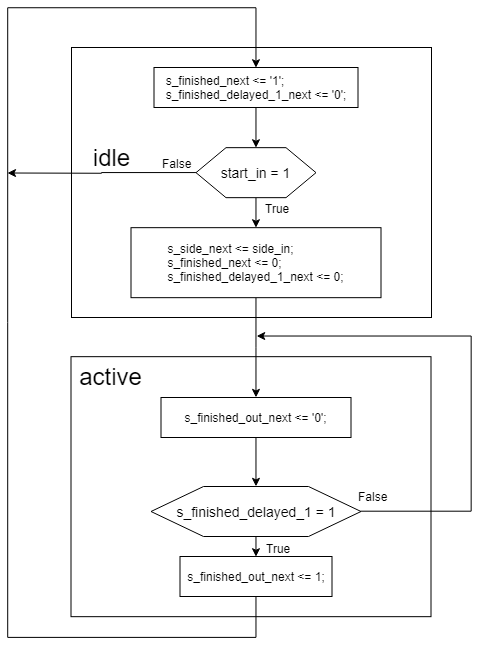 s_finished_next <= '1';
s_finished_delayed_1_next <= '0';
idle
False
start_in = 1
True
s_side_next <= side_in;
s_finished_next <= 0;
s_finished_delayed_1_next <= 0;
active
s_finished_out_next <= '0';
False
s_finished_delayed_1 = 1
True
s_finished_out_next <= 1;